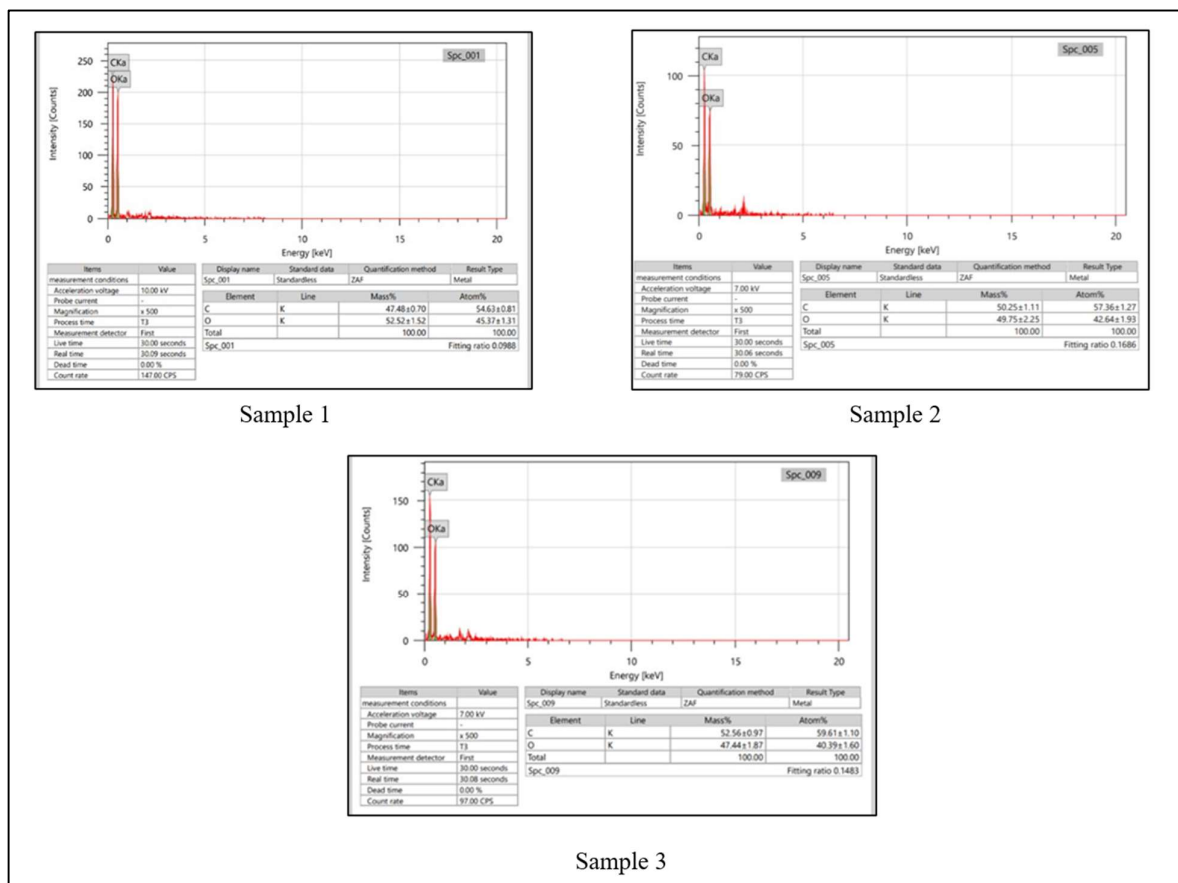 Spc_001
CKa
OKa
250
200
150
100
50
0
Intensity [Counts]
0 5 10 15 20
Energy [keV]
Items Value
measurement conditions
Acceleration voltage 10.00 kV
Probe current -
Magnification x 500
Process time T3
Measurement detector First
Live time 30.00 seconds
Real time 30.09 seconds
Dead time 0.00 %
Count rate 147.00 CPS
Display name Standard data Quantification method Result Type
Spc_001 Standardless ZAF Metal
Element Line Mass% Atom%
C K 47.48±0.70 54.63±0.81
O K 52.52±1.52 45.37±1.31
Total 100.00 100.00
Spc_001 Fitting ratio 0.0988
Sample 1
Spc_005
CKa
OKa
100
50
0
Intensity [Counts]
0 5 10 15 20
Energy [keV]
Items Value
measurement conditions
Acceleration voltage 7.00 kV
Probe current -
Magnification x 500
Process time T3
Measurement detector First
Live time 30.00 seconds
Real time 30.06 seconds
Dead time 0.00 %
Count rate 79.00 CPS
Display name Standard data Quantification method Result Type
Spc_005 Standardless ZAF Metal
Element Line Mass% Atom%
C K 50.25±1.11 57.36±1.27
O K 49.75±2.25 42.64±1.93
Total 100.00 100.00
Spc_005 Fitting ratio 0.1686
Sample 2
Spc_009
CKa
OKa
150
100
50
0
Intensity [Counts]
0 5 10 15 20
Energy [keV]
Items Value
measurement conditions
Acceleration voltage 7.00 kV
Probe current -
Magnification x 500
Process time T3
Measurement detector First
Live time 30.00 seconds
Real time 30.08 seconds
Dead time 0.00 %
Count rate 97.00 CPS
Display name Standard data Quantification method Result Type
Spc_009 Standardless ZAF Metal
Element Line Mass% Atom%
C K 52.56±0.97 59.61±1.10
O K 47.44±1.87 40.39±1.60
Total 100.00 100.00
Spc_009 Fitting ratio 0.1483
Sample 3